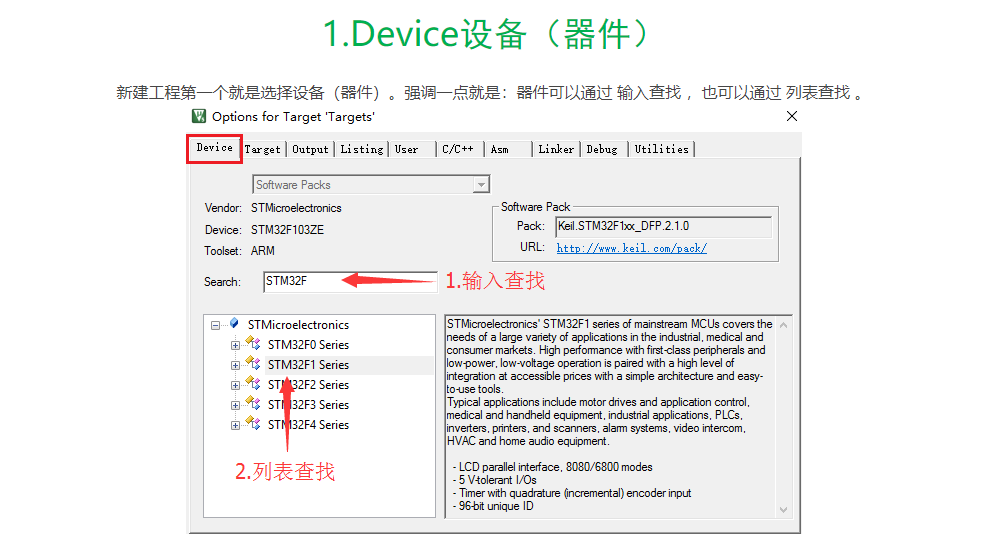 1.Device设备（器件）
新建工程第一个就是选择设备（器件）。强调一点就是：器件可以通过 输入查找 ，也可以通过 列表查找 。
Options for Target 'Targets'
Device Target Output Listing User C/C++ Asm Linker Debug Utilities
Software Packs
Vendor: STMicroelectronics
Device: STM32F103ZE
Toolset: ARM
Software Pack
Pack: Keil.STM32F1xx_DFP.2.1.0
URL: http://www.keil.com/pack/
Search: STM32F
1.输入查找
STMicroelectronics
STM32F0 Series
STM32F1 Series
STM32F2 Series
STM32F3 Series
STM32F4 Series
2.列表查找
STMicroelectronics' STM32F1 series of mainstream MCUs covers the
needs of a large variety of applications in the industrial, medical and
consumer markets. High performance with first-class peripherals and
low-power, low-voltage operation is paired with a high level of
integration at accessible prices with a simple architecture and easy-
to-use tools.
Typical applications include motor drives and application control,
medical and handheld equipment, industrial applications, PLCs,
inverters, printers, and scanners, alarm systems, video intercom,
HVAC and home audio equipment.
- LCD parallel interface, 8080/6800 modes
- 5 V-tolerant I/Os
- Timer with quadrature (incremental) encoder input
- 96-bit unique ID